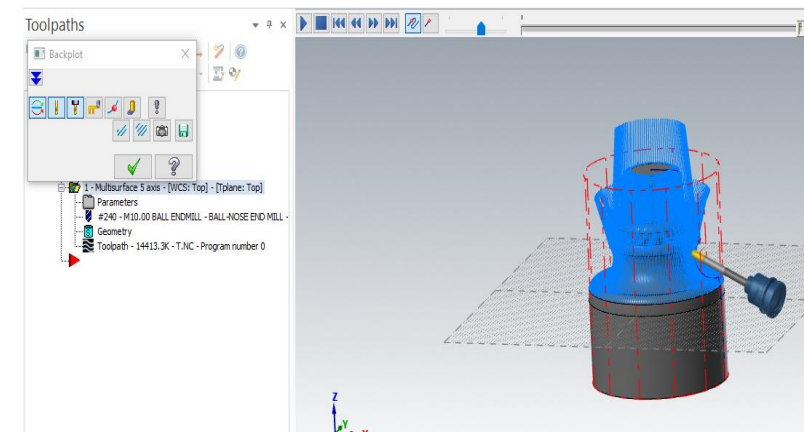 Toolpaths
Backplot
1 - Multisurface 5 axis - [WCS: Top] - [Tplane: Top]
Parameters
#240 - M10.00 BALL ENDMILL - BALL-NOSE END MILL -
Geometry
Toolpath - 14413.3K - T.NC - Program number 0
Z
Y
X